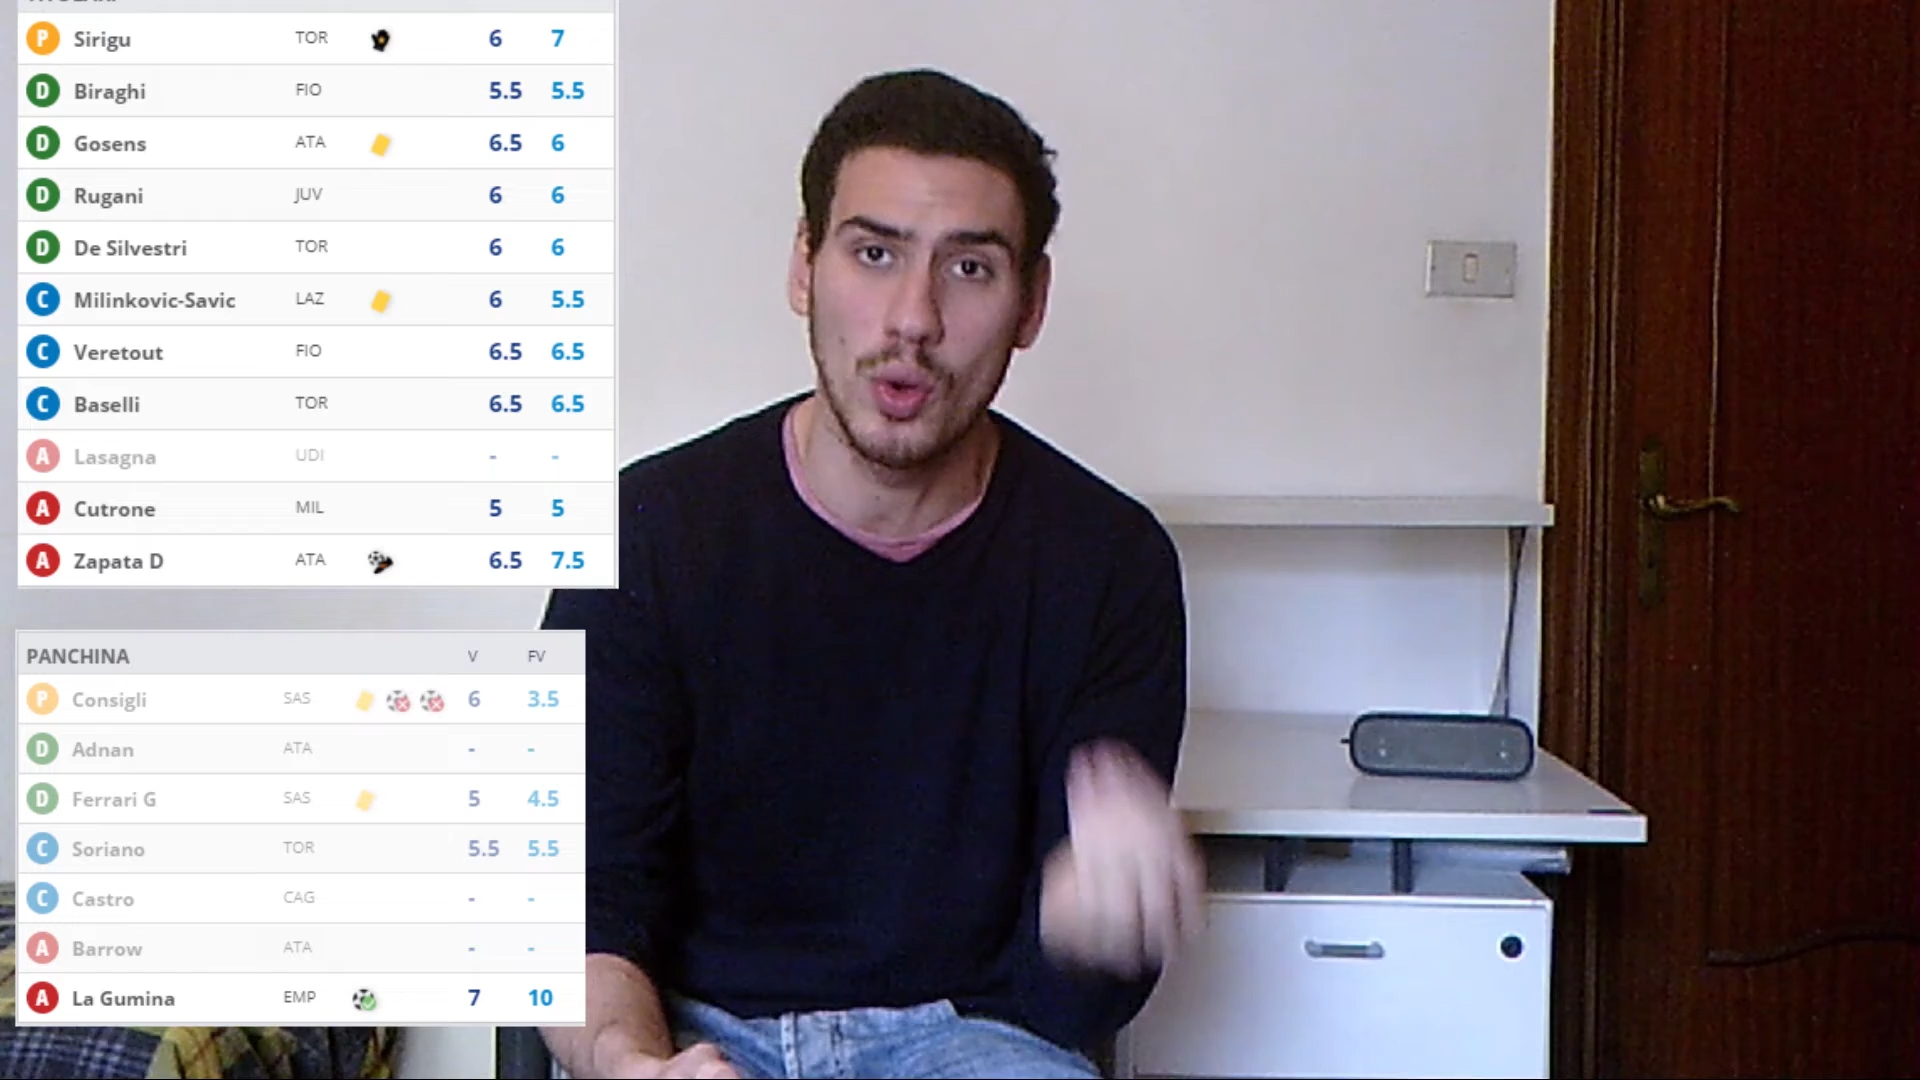 P Sirigu TOR 6 7
D Biraghi FIO 5.5 5.5
D Gosens ATA 6.5 6
D Rugani JUV 6 6
D De Silvestri TOR 6 6
C Milinkovic-Savic LAZ 6 5.5
C Veretout FIO 6.5 6.5
C Baselli TOR 6.5 6.5
A Lasagna UDI - -
A Cutrone MIL 5 5
A Zapata D ATA 6.5 7.5
PANCHINA V FV
P Consigli SAS 6 3.5
D Adnan ATA - -
D Ferrari G SAS 5 4.5
C Soriano TOR 5.5 5.5
C Castro CAG - -
A Barrow ATA - -
A La Gumina EMP 7 10